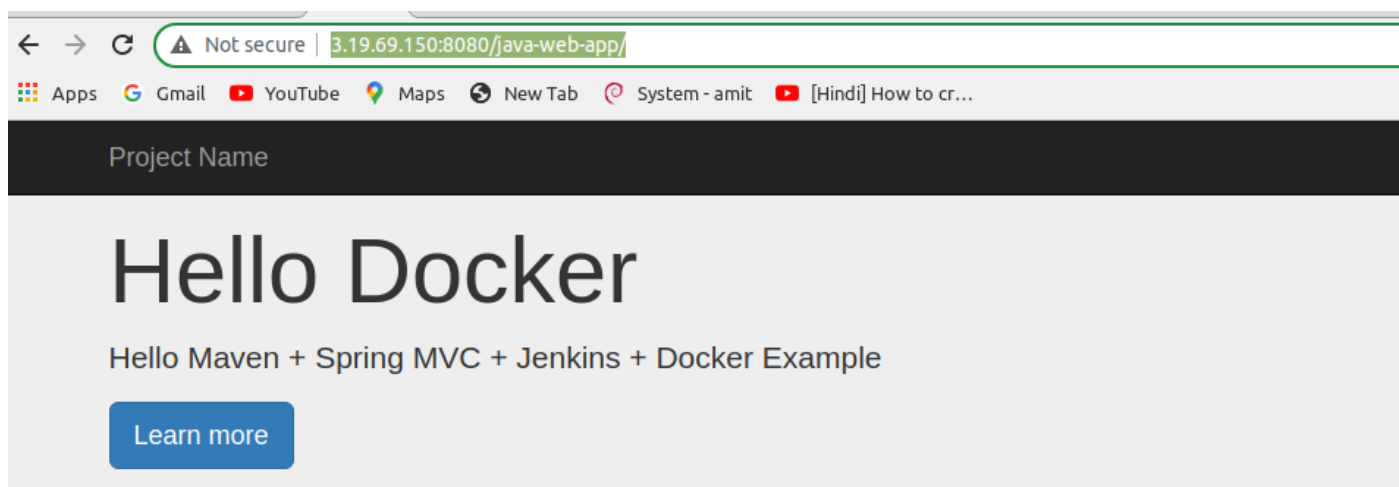 Not secure | 3.19.69.150:8080/java-web-app/
Apps Gmail YouTube Maps New Tab System - amit [Hindi] How to cr...
Project Name
Hello Docker
Hello Maven + Spring MVC + Jenkins + Docker Example
Learn more